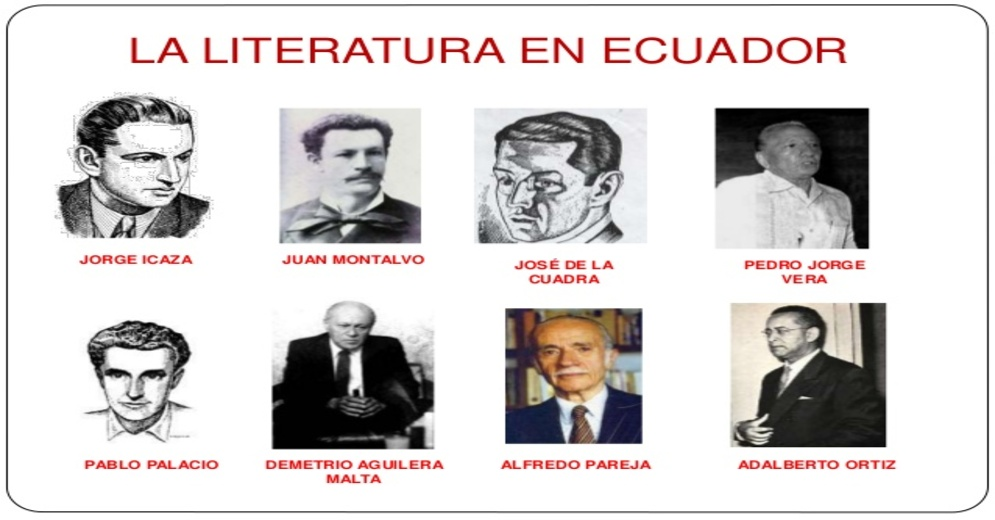 LA LITERATURA EN ECUADOR
JORGE ICAZA
JUAN MONTALVO
JOSÉ DE LA
CUADRA
PEDRO JORGE
VERA
PABLO PALACIO
DEMETRIO AGUILERA
MALTA
ALFREDO PAREJA
ADALBERTO ORTIZ